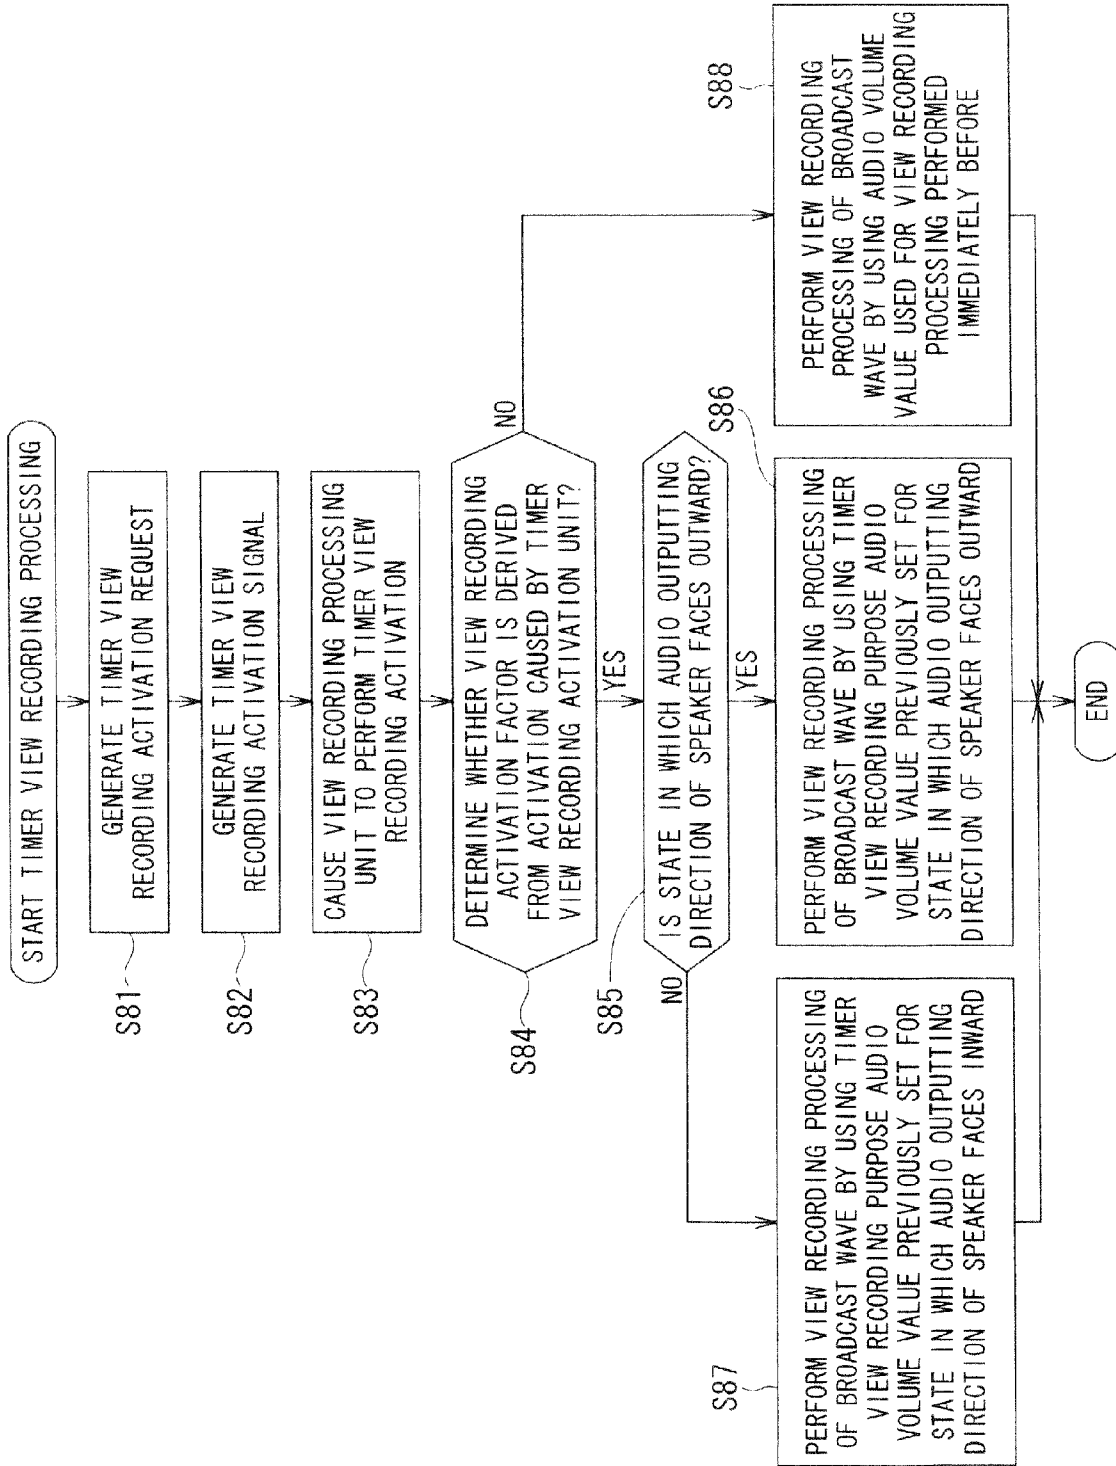 START TIMER VIEW RECORDING PROCESSING
S81
GENERATE TIMER VIEW
RECORDING ACTIVATION REQUEST
S82
GENERATE TIMER VIEW
RECORDING ACTIVATION SIGNAL
S83
CAUSE VIEW RECORDING PROCESSING
UNIT TO PERFORM TIMER VIEW
RECORDING ACTIVATION
S84
DETERMINE WHETHER VIEW RECORDING
ACTIVATION FACTOR IS DERIVED
FROM ACTIVATION CAUSED BY TIMER
VIEW RECORDING ACTIVATION UNIT?
NO
YES
S85
IS STATE IN WHICH AUDIO OUTPUTTING
DIRECTION OF SPEAKER FACES OUTWARD?
NO
YES
S87
PERFORM VIEW RECORDING PROCESSING
OF BROADCAST WAVE BY USING TIMER
VIEW RECORDING PURPOSE AUDIO
VOLUME VALUE PREVIOUSLY SET FOR
STATE IN WHICH AUDIO OUTPUTTING
DIRECTION OF SPEAKER FACES INWARD
S86
PERFORM VIEW RECORDING PROCESSING
OF BROADCAST WAVE BY USING TIMER
VIEW RECORDING PURPOSE AUDIO
VOLUME VALUE PREVIOUSLY SET FOR
STATE IN WHICH AUDIO OUTPUTTING
DIRECTION OF SPEAKER FACES OUTWARD
S88
PERFORM VIEW RECORDING
PROCESSING OF BROADCAST
WAVE BY USING AUDIO VOLUME
VALUE USED FOR VIEW RECORDING
PROCESSING PERFORMED
IMMEDIATELY BEFORE
END